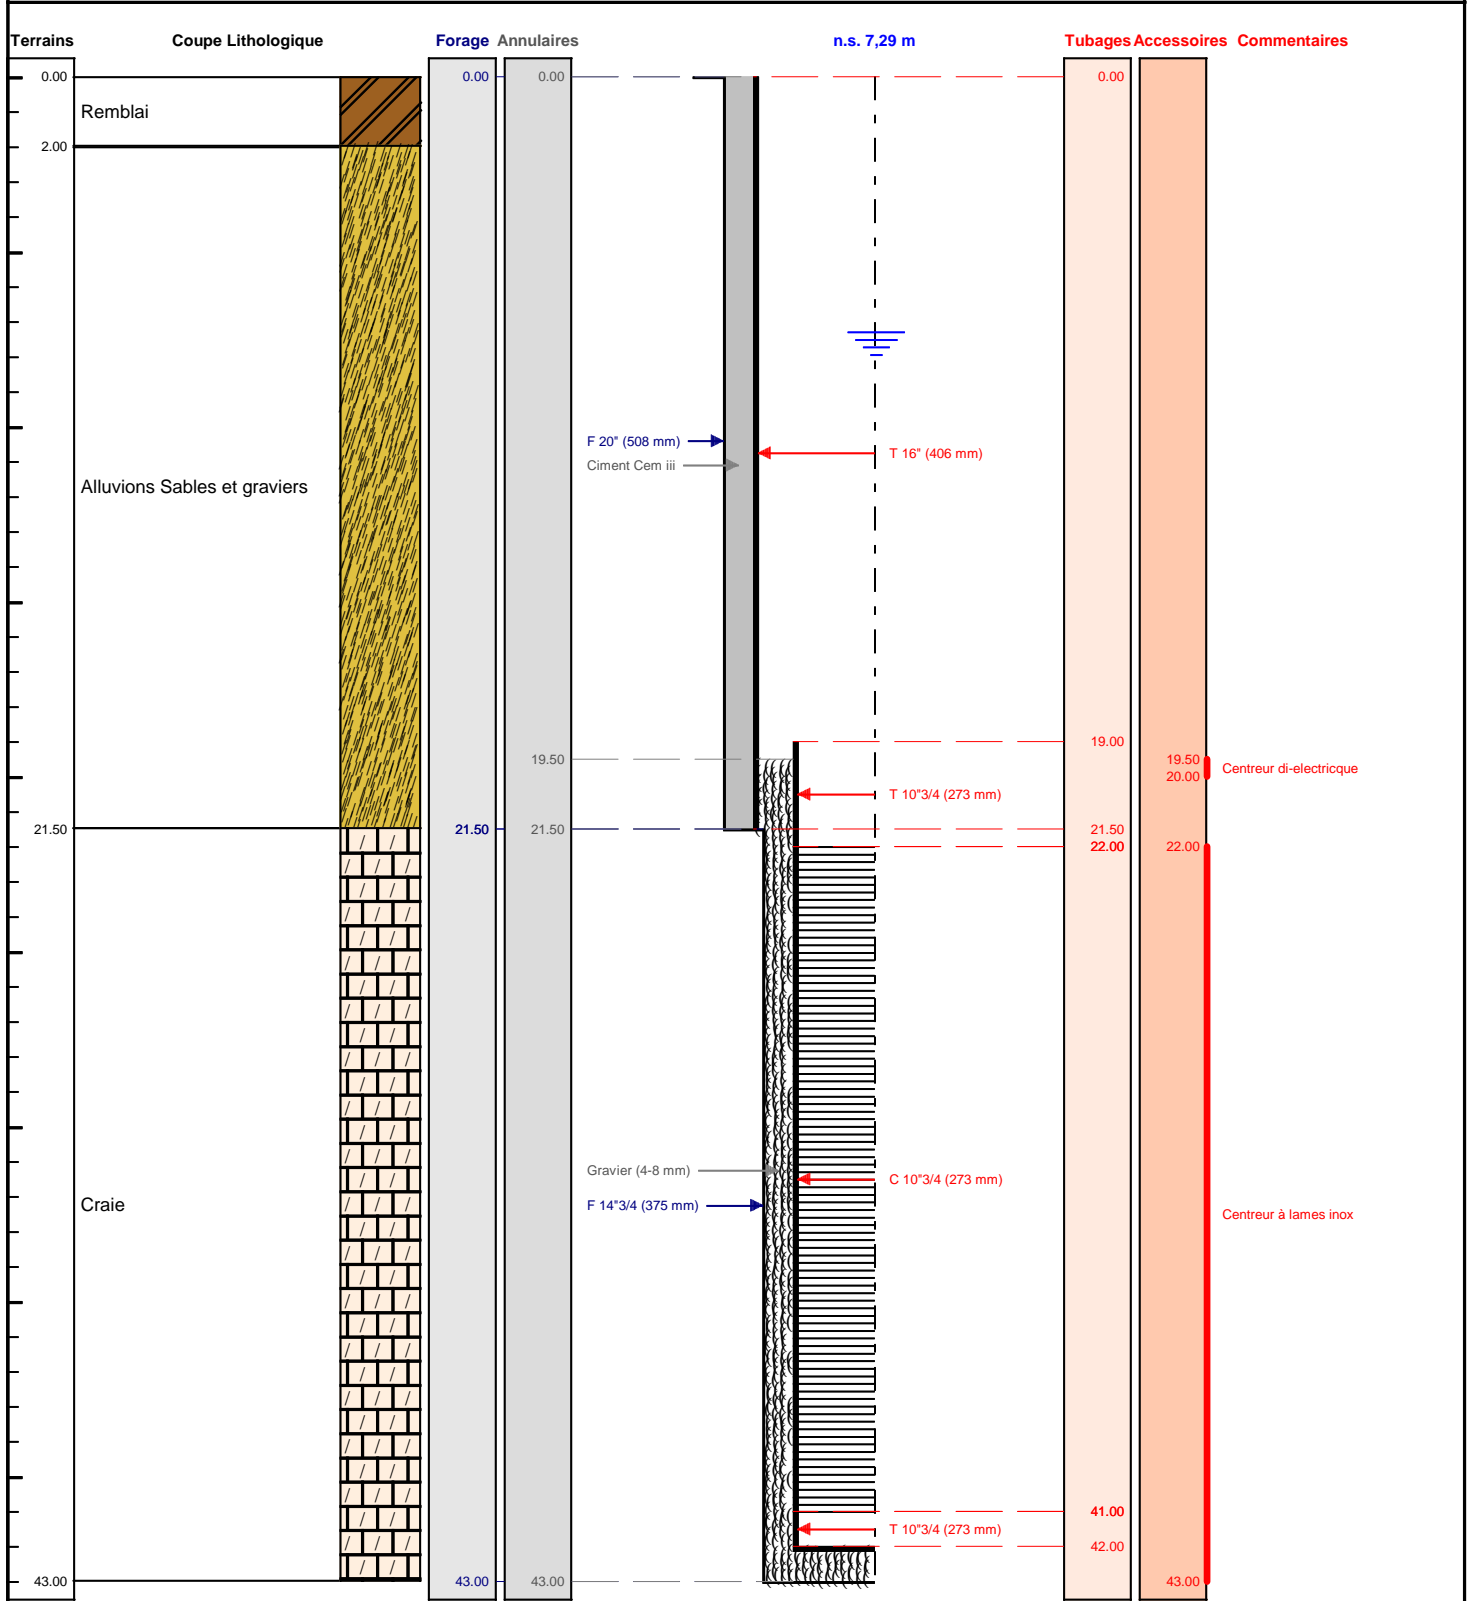 Terrains Coupe Lithologique Forage Annulaires n.s. 7,29 m Tubages Accessoires Commentaires
0.00 0.00 0.00 0.00
Remblai
2.00
F 20" (508 mm) T 16" (406 mm)
Ciment Cem iii
Alluvions Sables et graviers
19.00
19.50 19.50
Centreur di-electricque
20.00
T 10"3/4 (273 mm)
21.50 21.50 21.50 21.50
22.00 22.00
Gravier (4-8 mm) C 10"3/4 (273 mm)
Craie F 14"3/4 (375 mm)
Centreur à lames inox
41.00
T 10"3/4 (273 mm)
42.00
43.00 43.00 43.00 43.00